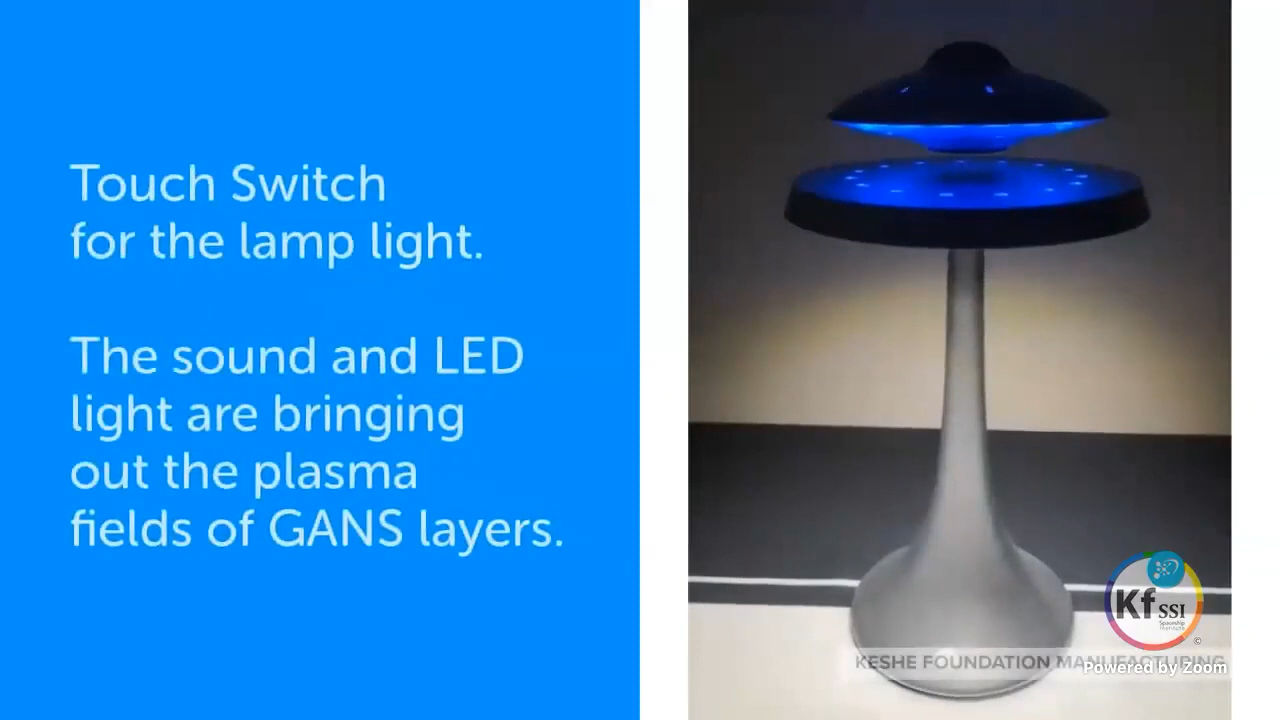 Touch Switch
for the lamp light.
The sound and LED
light are bringing
out the plasma
fields of GANS layers.
Kf SSI
Spaceship
Institute
©
KESHE FOUNDATION MANUFACTURING
Powered by Zoom